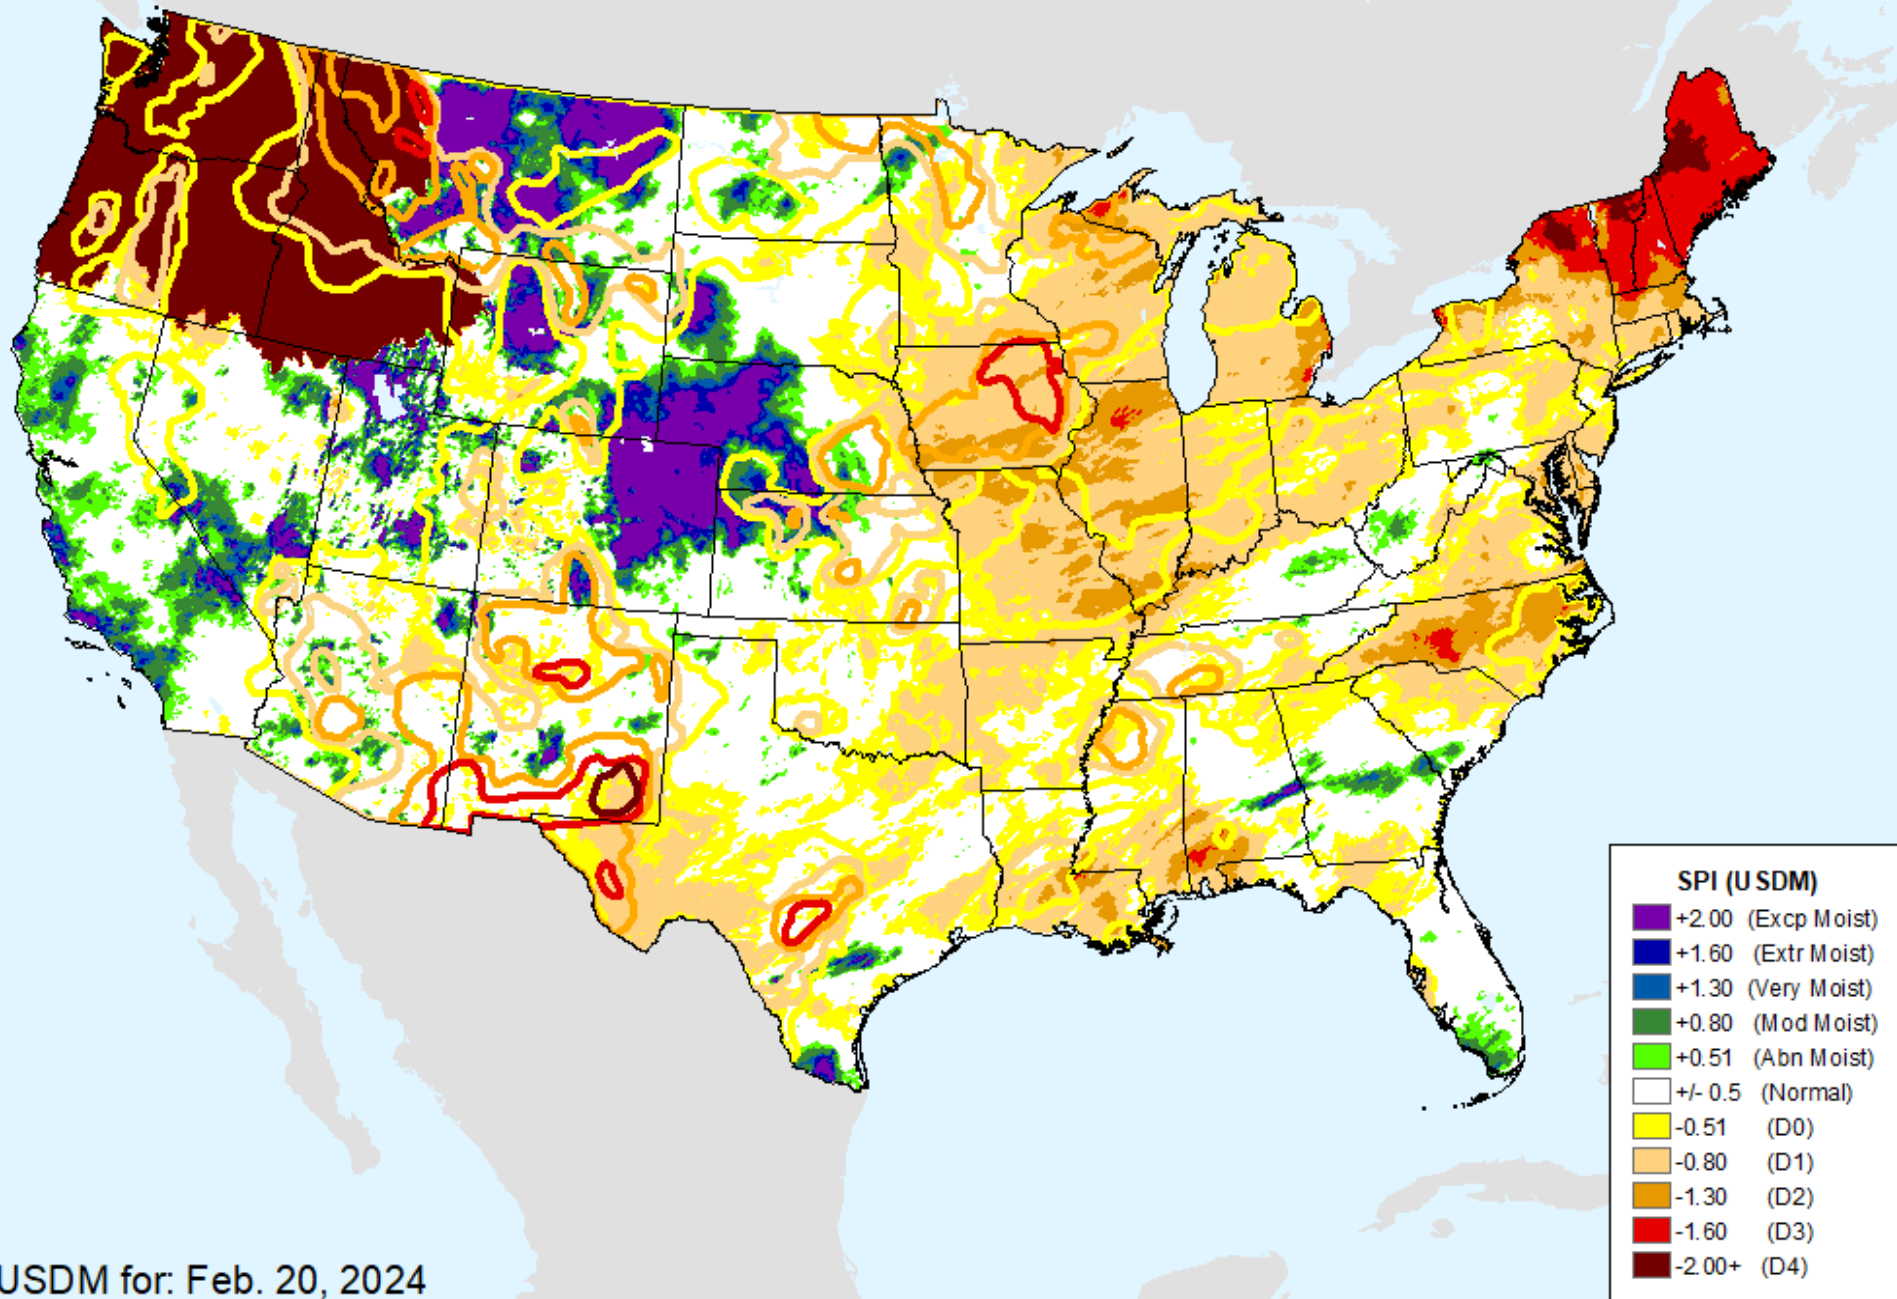 SPI (USDM)
+2.00 (Excp Moist)
+1.60 (Extr Moist)
+1.30 (Very Moist)
+0.80 (Mod Moist)
+0.51 (Abn Moist)
+/- 0.5 (Normal)
-0.51 (D0)
-0.80 (D1)
-1.30 (D2)
-1.60 (D3)
-2.00+ (D4)
USDM for: Feb. 20, 2024